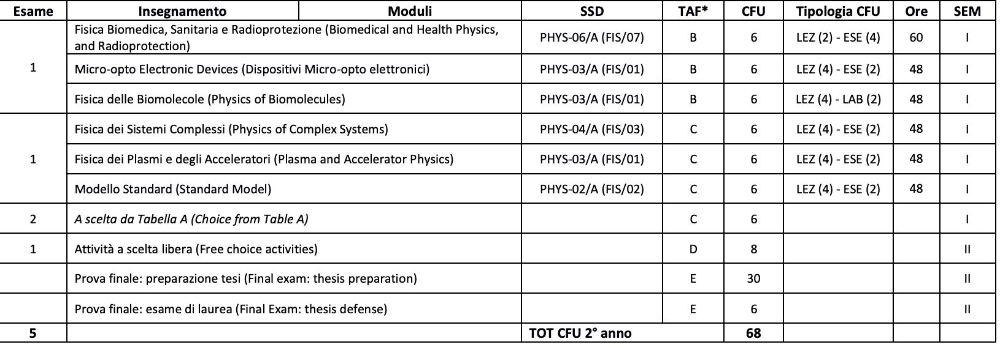 Esame Insegnamento Moduli SSD TAF* CFU Tipologia CFU Ore SEM
1
Fisica Biomedica, Sanitaria e Radioprotezione (Biomedical and Health Physics,
and Radioprotection) PHYS-06/A (FIS/07) B 6 LEZ (2) - ESE (4) 60 I
Micro-opto Electronic Devices (Dispositivi Micro-opto elettronici) PHYS-03/A (FIS/01) B 6 LEZ (4) - ESE (2) 48 I
Fisica delle Biomolecole (Physics of Biomolecules) PHYS-03/A (FIS/01) B 6 LEZ (4) - LAB (2) 48 I
1
Fisica dei Sistemi Complessi (Physics of Complex Systems) PHYS-04/A (FIS/03) C 6 LEZ (4) - ESE (2) 48 I
Fisica dei Plasmi e degli Acceleratori (Plasma and Accelerator Physics) PHYS-03/A (FIS/01) C 6 LEZ (4) - ESE (2) 48 I
Modello Standard (Standard Model) PHYS-02/A (FIS/02) C 6 LEZ (4) - ESE (2) 48 I
2 A scelta da Tabella A (Choice from Table A) C 6 I
1 Attività a scelta libera (Free choice activities) D 8 II
Prova finale: preparazione tesi (Final exam: thesis preparation) E 30 II
Prova finale: esame di laurea (Final Exam: thesis defense) E 6 II
5 TOT CFU 2° anno 68